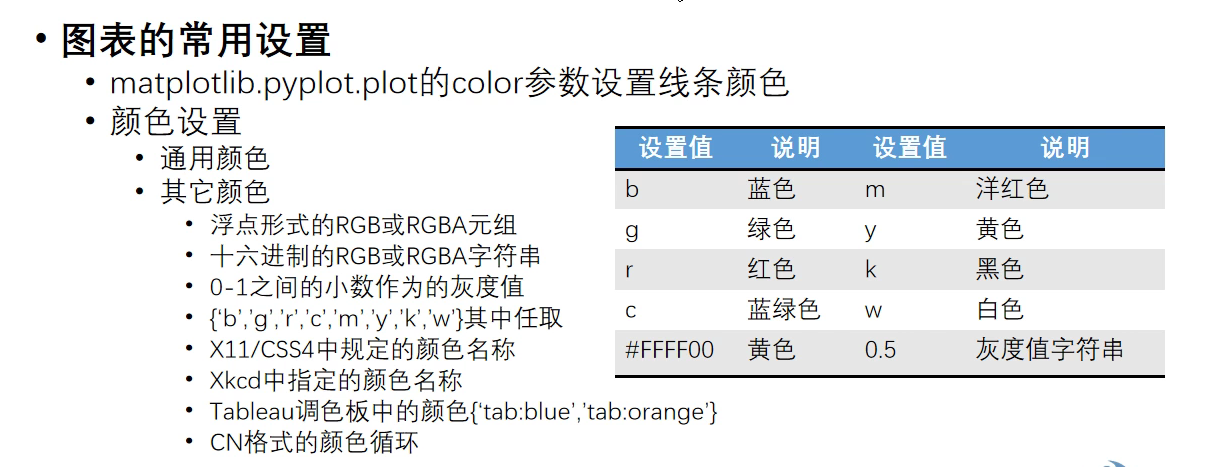 • 图表的常用设置
• matplotlib.pyplot.plot的color参数设置线条颜色
• 颜色设置
• 通用颜色
• 其它颜色
• 浮点形式的RGB或RGBA元组
• 十六进制的RGB或RGBA字符串
• 0-1之间的小数作为的灰度值
• {‘b’,’g’,’r’,’c’,’m’,’y’,’k’,’w’}其中任取
• X11/CSS4中规定的颜色名称
• Xkcd中指定的颜色名称
• Tableau调色板中的颜色{‘tab:blue’,’tab:orange’}
• CN格式的颜色循环
设置值 说明 设置值 说明
b 蓝色 m 洋红色
g 绿色 y 黄色
r 红色 k 黑色
c 蓝绿色 w 白色
#FFFF00 黄色 0.5 灰度值字符串